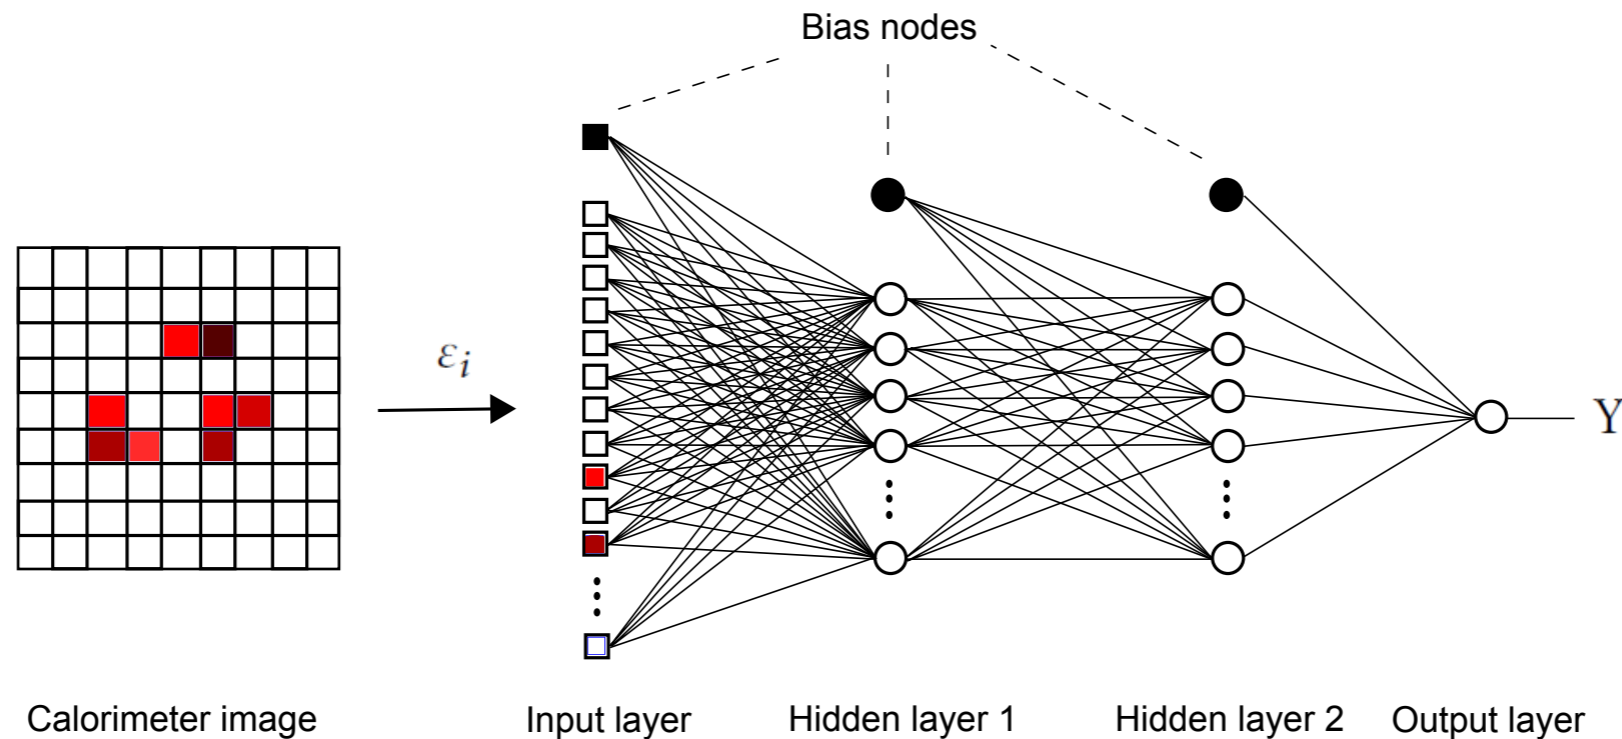 Bias nodes
εi
Y
Calorimeter image
Input layer
Hidden layer 1
Hidden layer 2
Output layer